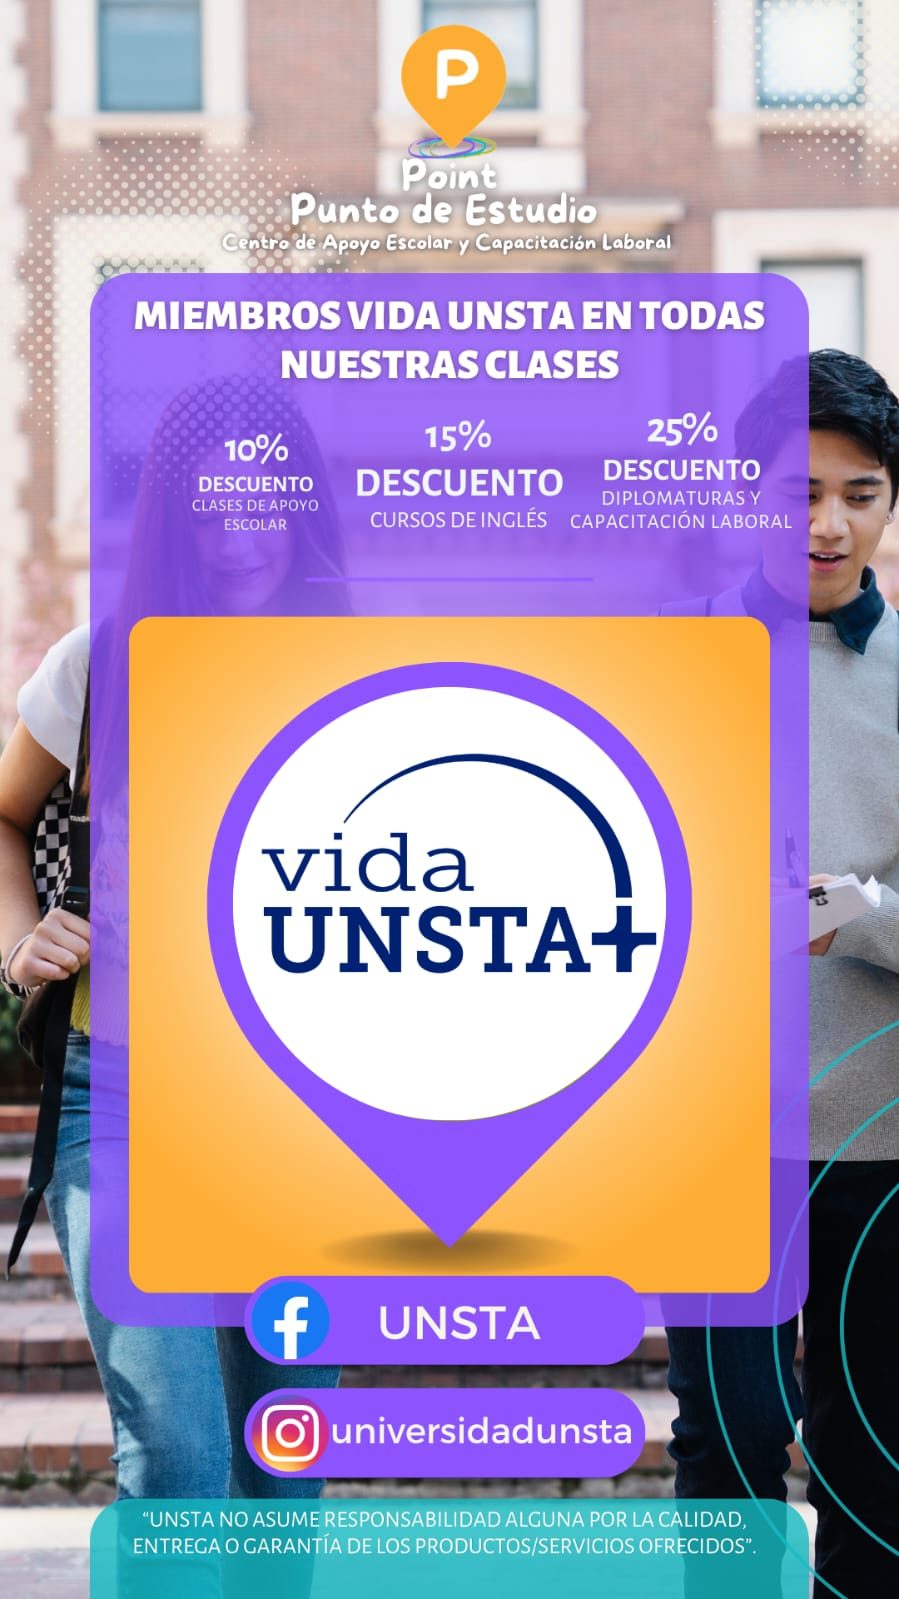 P
Point
Punto de Estudio
Centro de Apoyo Escolar y Capacitación Laboral
MIEMBROS VIDA UNSTA EN TODAS
NUESTRAS CLASES
10%
DESCUENTO
CLASES DE APOYO
ESCOLAR
15%
DESCUENTO
CURSOS DE INGLÉS
25%
DESCUENTO
DIPLOMATURAS Y
CAPACITACIÓN LABORAL
vida
UNSTA+
UNSTA
universidadunsta
“UNSTA NO ASUME RESPONSABILIDAD ALGUNA POR LA CALIDAD,
ENTREGA O GARANTÍA DE LOS PRODUCTOS/SERVICIOS OFRECIDOS”.